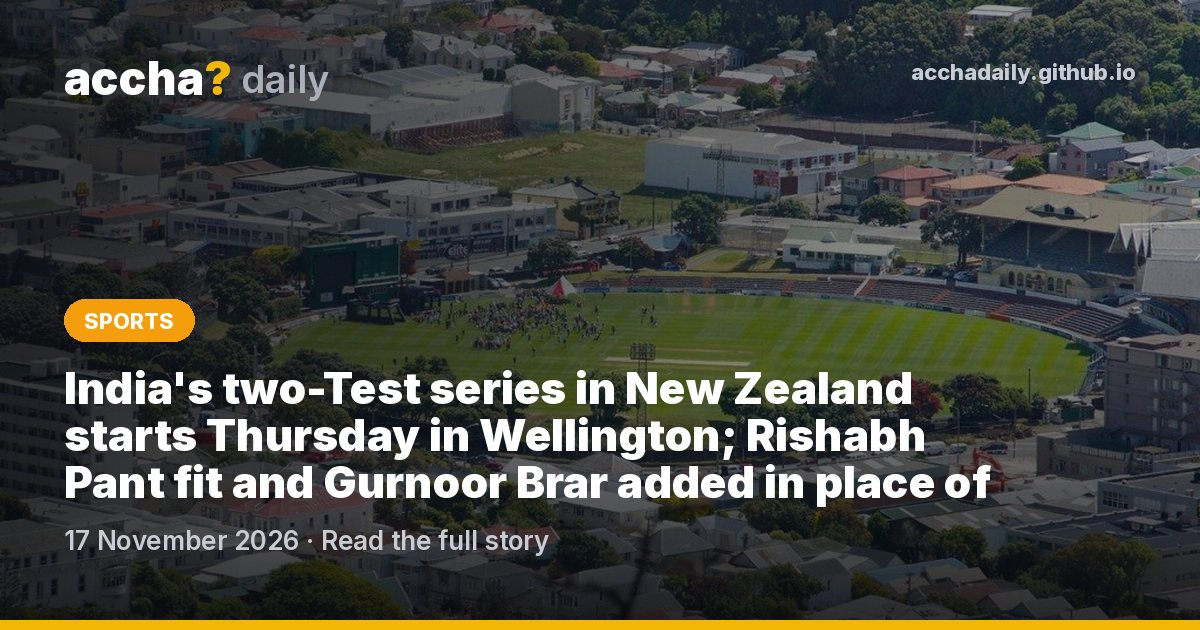 accha? daily
acchadaily.github.io
SPORTS
India's two-Test series in New Zealand
starts Thursday in Wellington; Rishabh
Pant fit and Gurnoor Brar added in place of
17 November 2026 · Read the full story